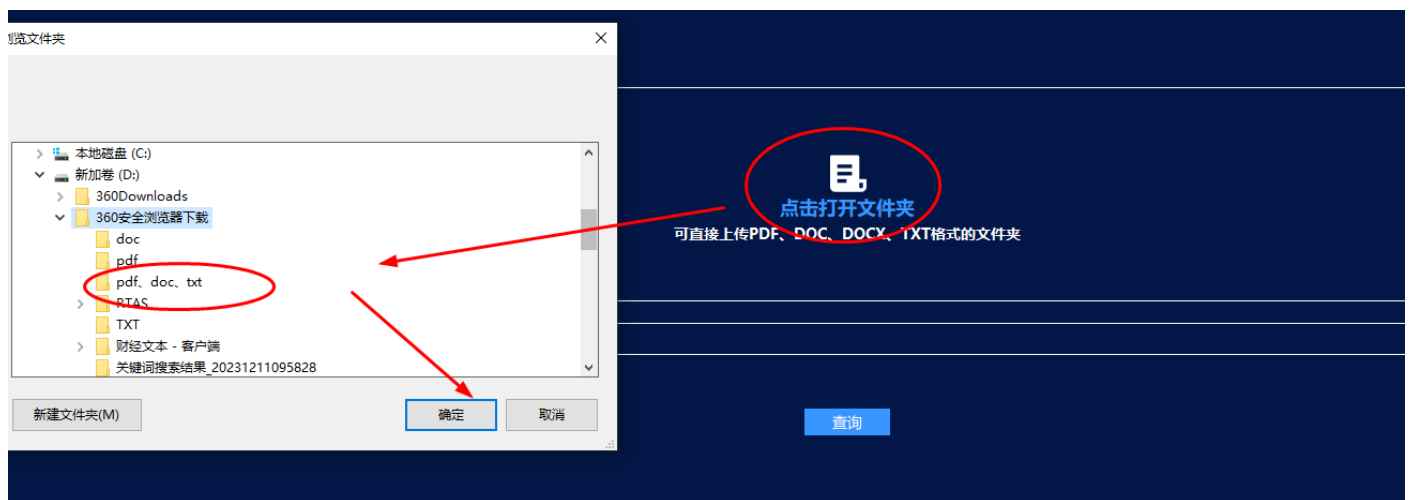 浏览文件夹
本地磁盘 (C:)
新加卷 (D:)
360Downloads
360安全浏览器下载
doc
pdf
pdf、doc、txt
RTAS
TXT
财经文本 - 客户端
关键词搜索结果_20231211095828
新建文件夹(M)
确定
取消
点击打开文件夹
可直接上传PDF、DOC、DOCX、TXT格式的文件夹
查询